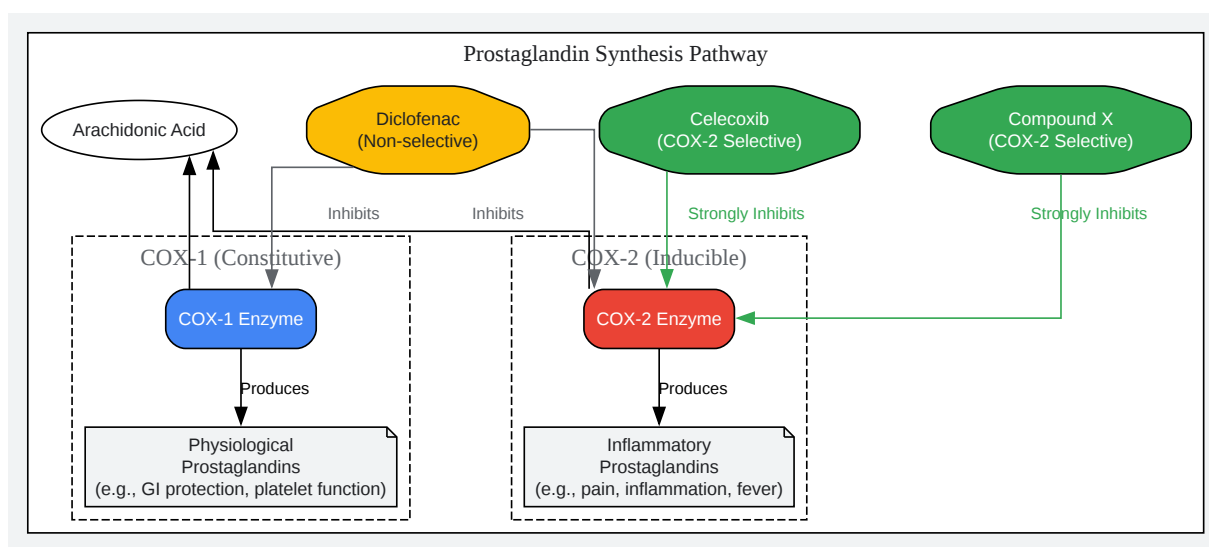 Prostaglandin Synthesis Pathway
Arachidonic Acid
Diclofenac
(Non-selective)
Celecoxib
(COX-2 Selective)
Compound X
(COX-2 Selective)
Inhibits
Inhibits
Strongly Inhibits
Strongly Inhibits
COX-1 (Constitutive)
COX-2 (Inducible)
COX-1 Enzyme
COX-2 Enzyme
Produces
Produces
Physiological
Prostaglandins
(e.g., GI protection, platelet function)
Inflammatory
Prostaglandins
(e.g., pain, inflammation, fever)